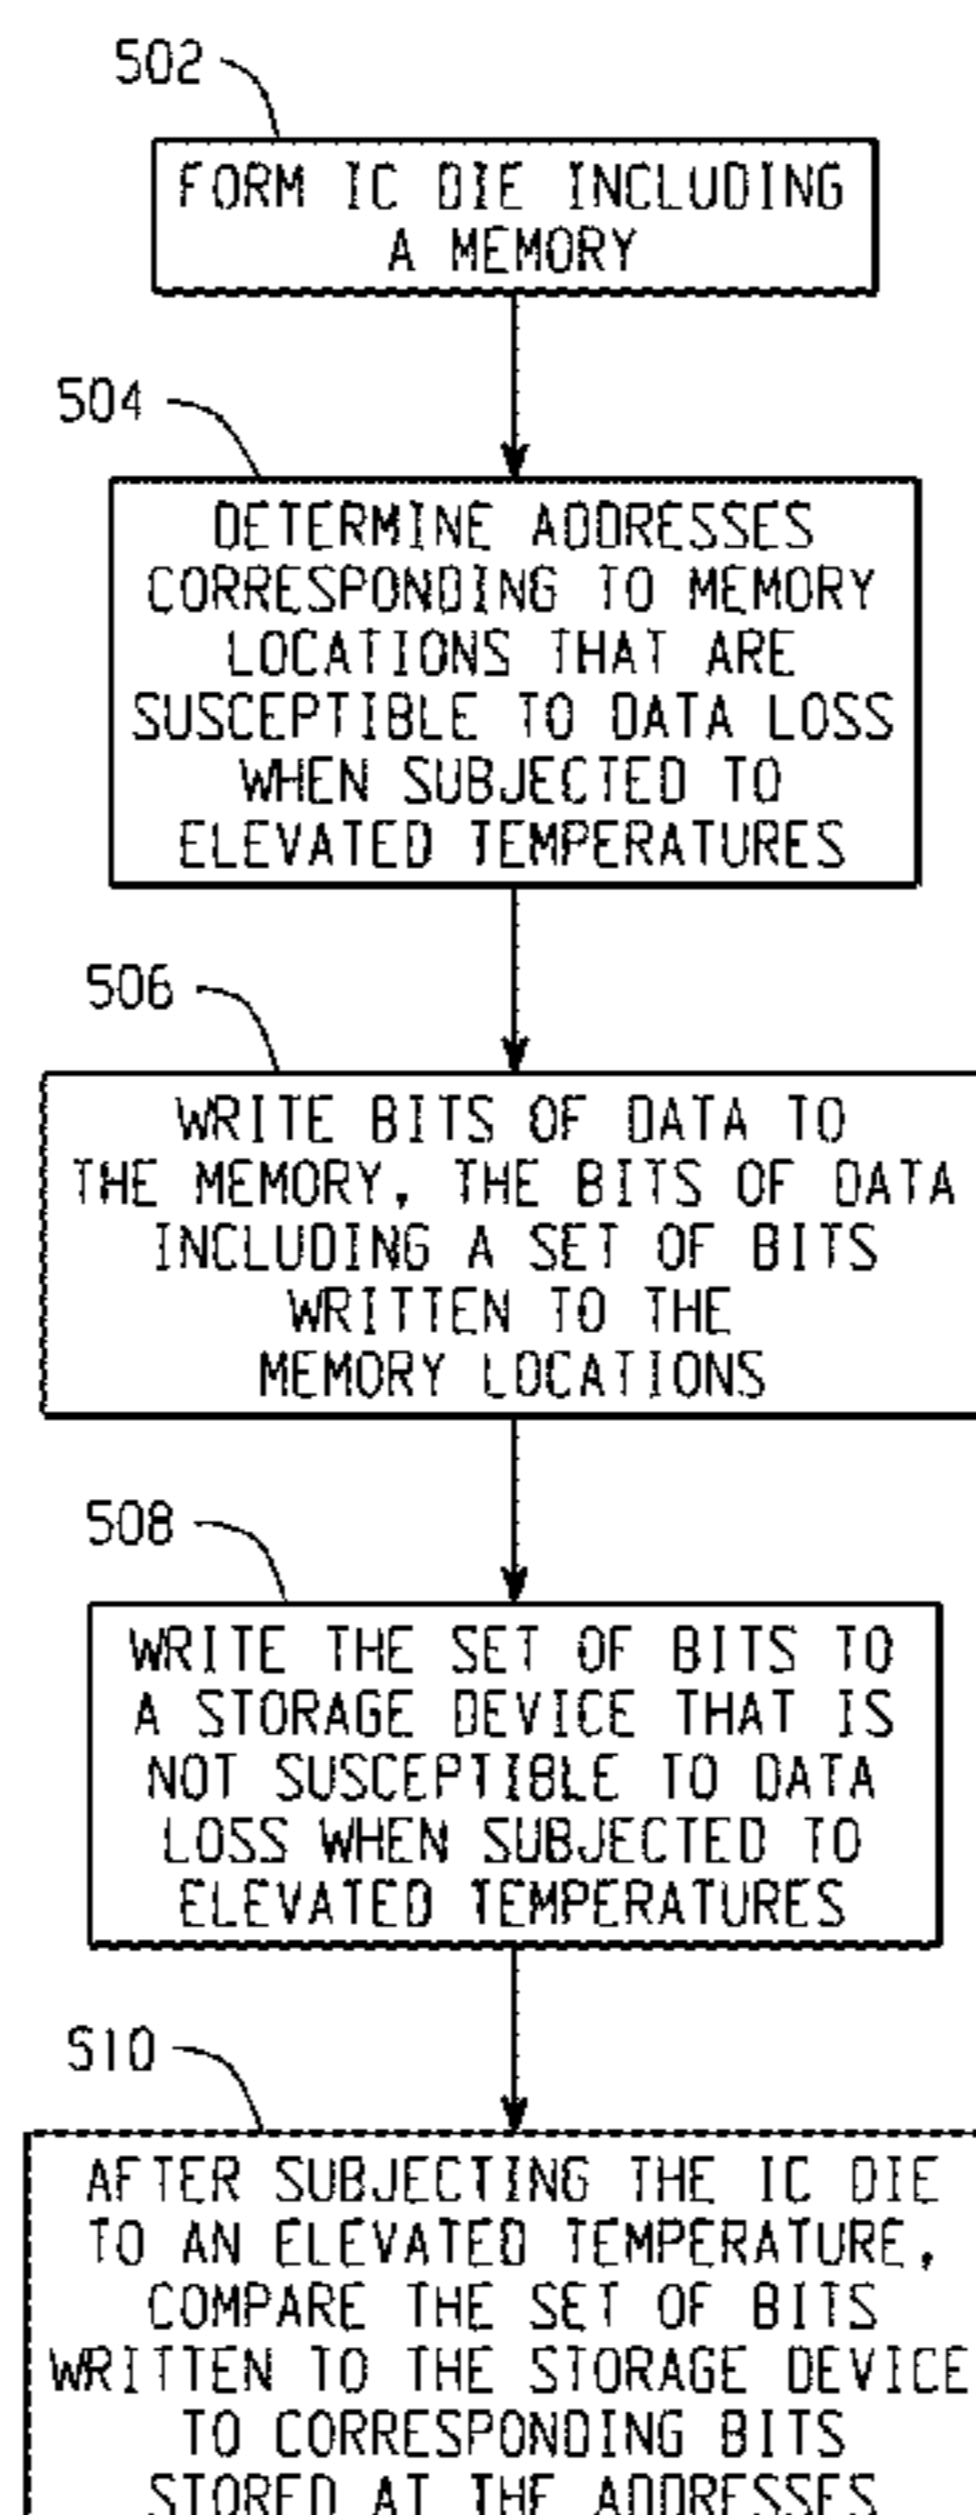 502
FORM IC DIE INCLUDING
A MEMORY
504
DETERMINE ADDRESSES
CORRESPONDING TO MEMORY
LOCATIONS THAT ARE
SUSCEPTIBLE TO DATA LOSS
WHEN SUBJECTED TO
ELEVATED TEMPERATURES
506
WRITE BITS OF DATA TO
THE MEMORY, THE BITS OF DATA
INCLUDING A SET OF BITS
WRITTEN TO THE
MEMORY LOCATIONS
508
WRITE THE SET OF BITS TO
A STORAGE DEVICE THAT IS
NOT SUSCEPTIBLE TO DATA
LOSS WHEN SUBJECTED TO
ELEVATED TEMPERATURES
510
AFTER SUBJECTING THE IC DIE
TO AN ELEVATED TEMPERATURE,
COMPARE THE SET OF BITS
WRITTEN TO THE STORAGE DEVICE
TO CORRESPONDING BITS
STORED AT THE ADDRESSES